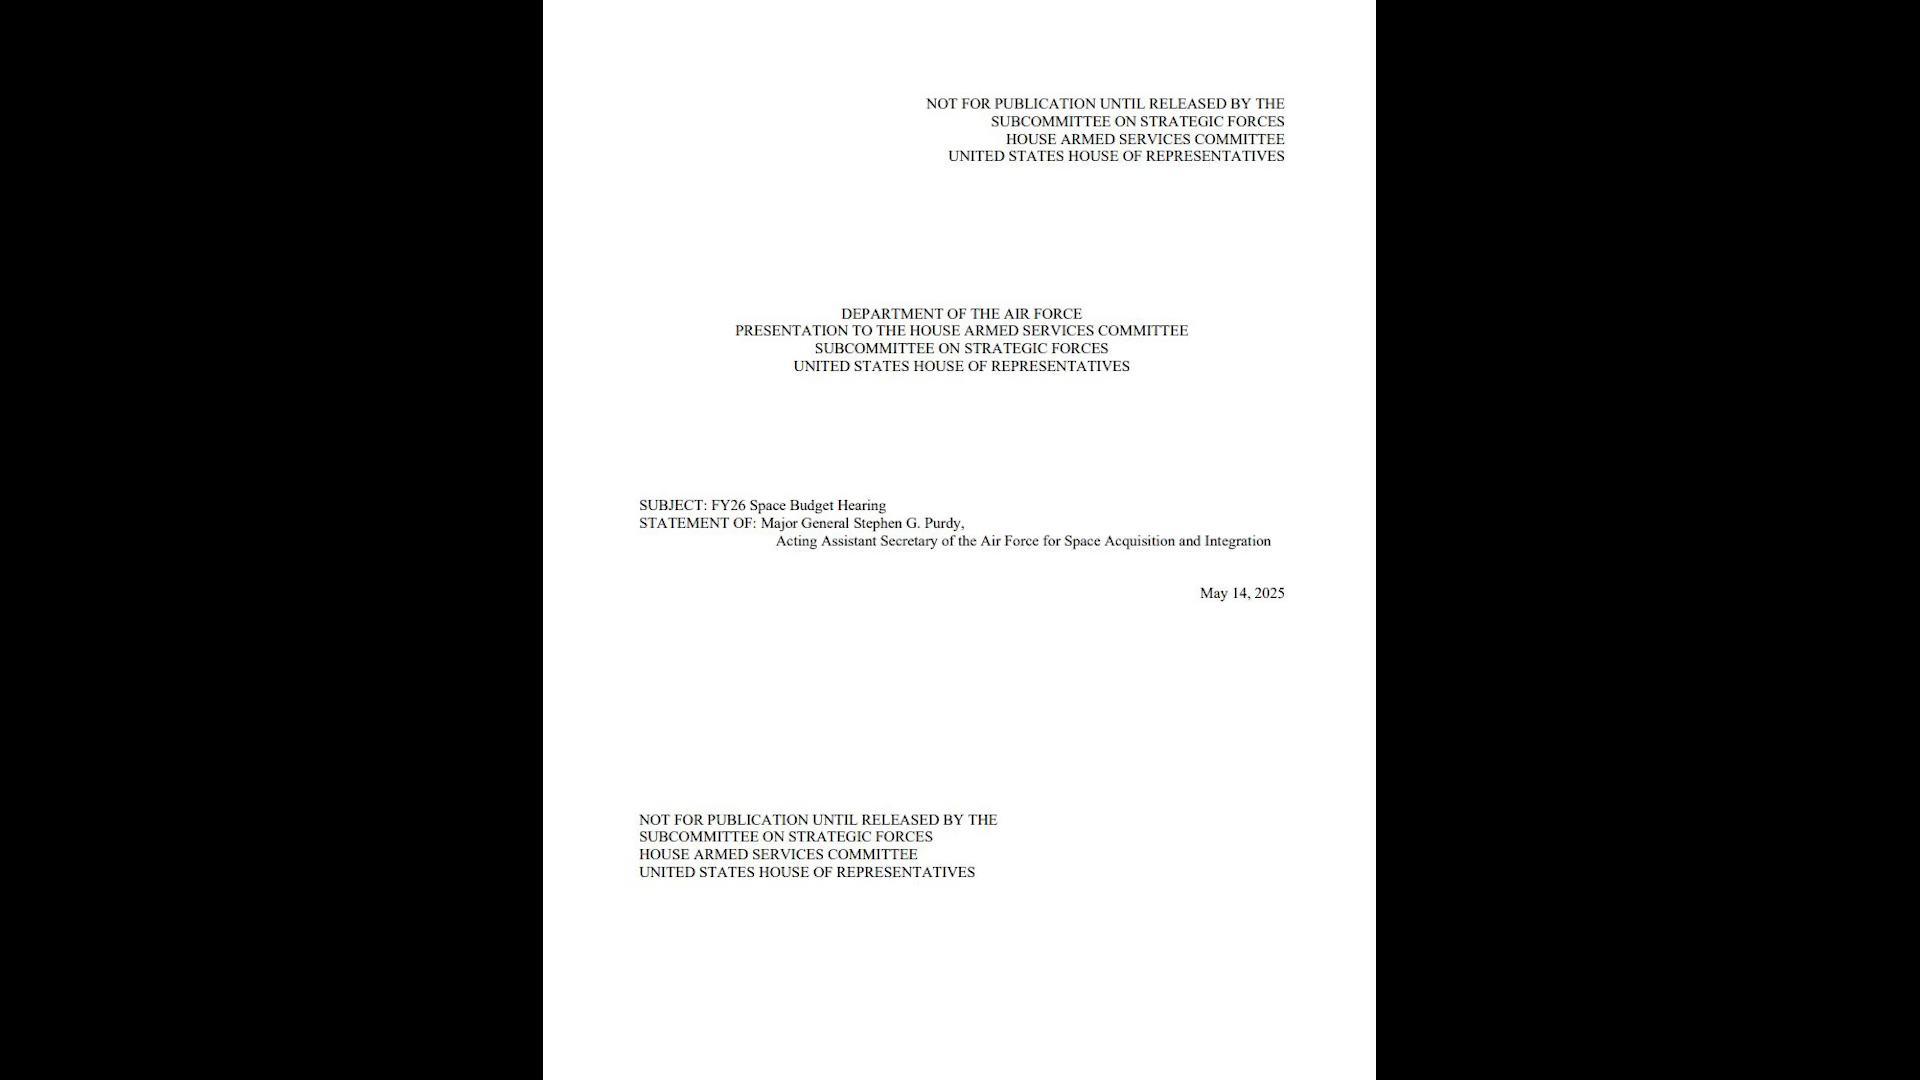 NOT FOR PUBLICATION UNTIL RELEASED BY THE
SUBCOMMITTEE ON STRATEGIC FORCES
HOUSE ARMED SERVICES COMMITTEE
UNITED STATES HOUSE OF REPRESENTATIVES
DEPARTMENT OF THE AIR FORCE
PRESENTATION TO THE HOUSE ARMED SERVICES COMMITTEE
SUBCOMMITTEE ON STRATEGIC FORCES
UNITED STATES HOUSE OF REPRESENTATIVES
SUBJECT: FY26 Space Budget Hearing
STATEMENT OF: Major General Stephen G. Purdy,
Acting Assistant Secretary of the Air Force for Space Acquisition and Integration
May 14, 2025
NOT FOR PUBLICATION UNTIL RELEASED BY THE
SUBCOMMITTEE ON STRATEGIC FORCES
HOUSE ARMED SERVICES COMMITTEE
UNITED STATES HOUSE OF REPRESENTATIVES